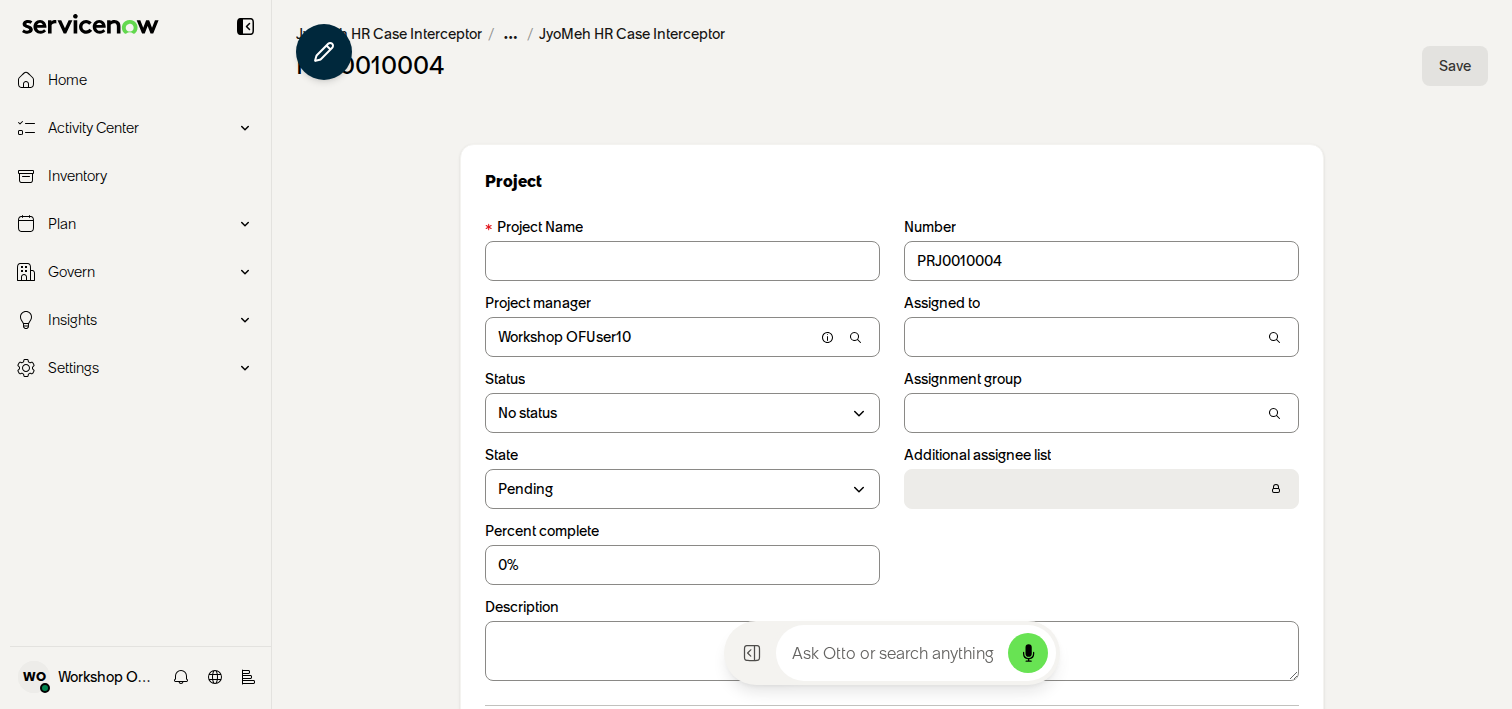 servicenow
Home
Activity Center
Inventory
Plan
Govern
Insights
Settings
WO
Workshop O...
HR Case Interceptor / ... / JyoMeh HR Case Interceptor
0010004
Save
Project
* Project Name
Number
PRJ0010004
Project manager
Workshop OFUser10
Assigned to
Status
No status
Assignment group
State
Pending
Additional assignee list
Percent complete
0%
Description
Ask Otto or search anything